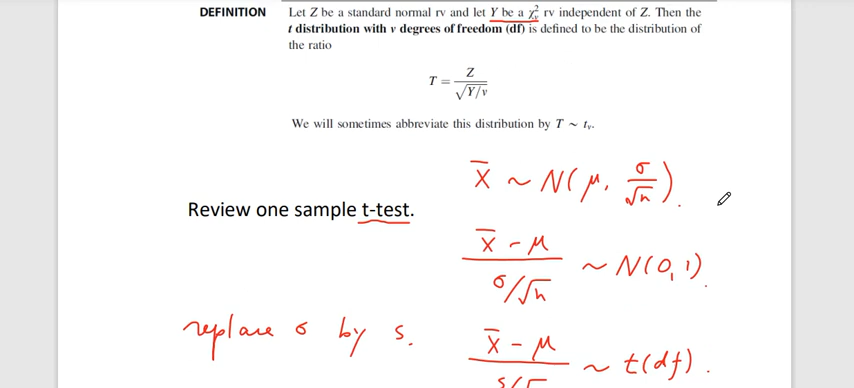 DEFINITION Let Z be a standard normal rv and let Y be a χ²ᵥ rv independent of Z. Then the
t distribution with ν degrees of freedom (df) is defined to be the distribution of
the ratio
T = Z / √(Y/ν)
We will sometimes abbreviate this distribution by T ~ tᵥ.
X̄ ~ N(μ, σ/√n).
Review one sample t-test.
(X̄ - μ) / (σ/√n) ~ N(0,1).
replace σ by s.
(X̄ - μ) / (s/√ ~ t(df).